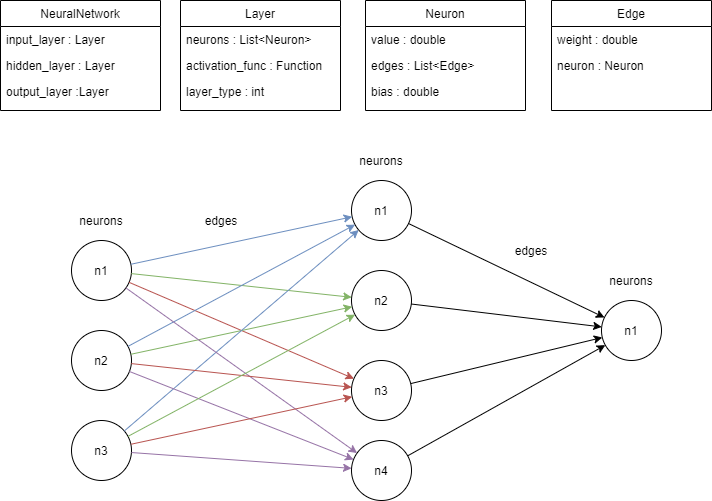 NeuralNetwork
input_layer : Layer
hidden_layer : Layer
output_layer :Layer
Layer
neurons : List<Neuron>
activation_func : Function
layer_type : int
Neuron
value : double
edges : List<Edge>
bias : double
Edge
weight : double
neuron : Neuron
neurons
n1
n2
n3
edges
neurons
n1
n2
n3
n4
edges
neurons
n1